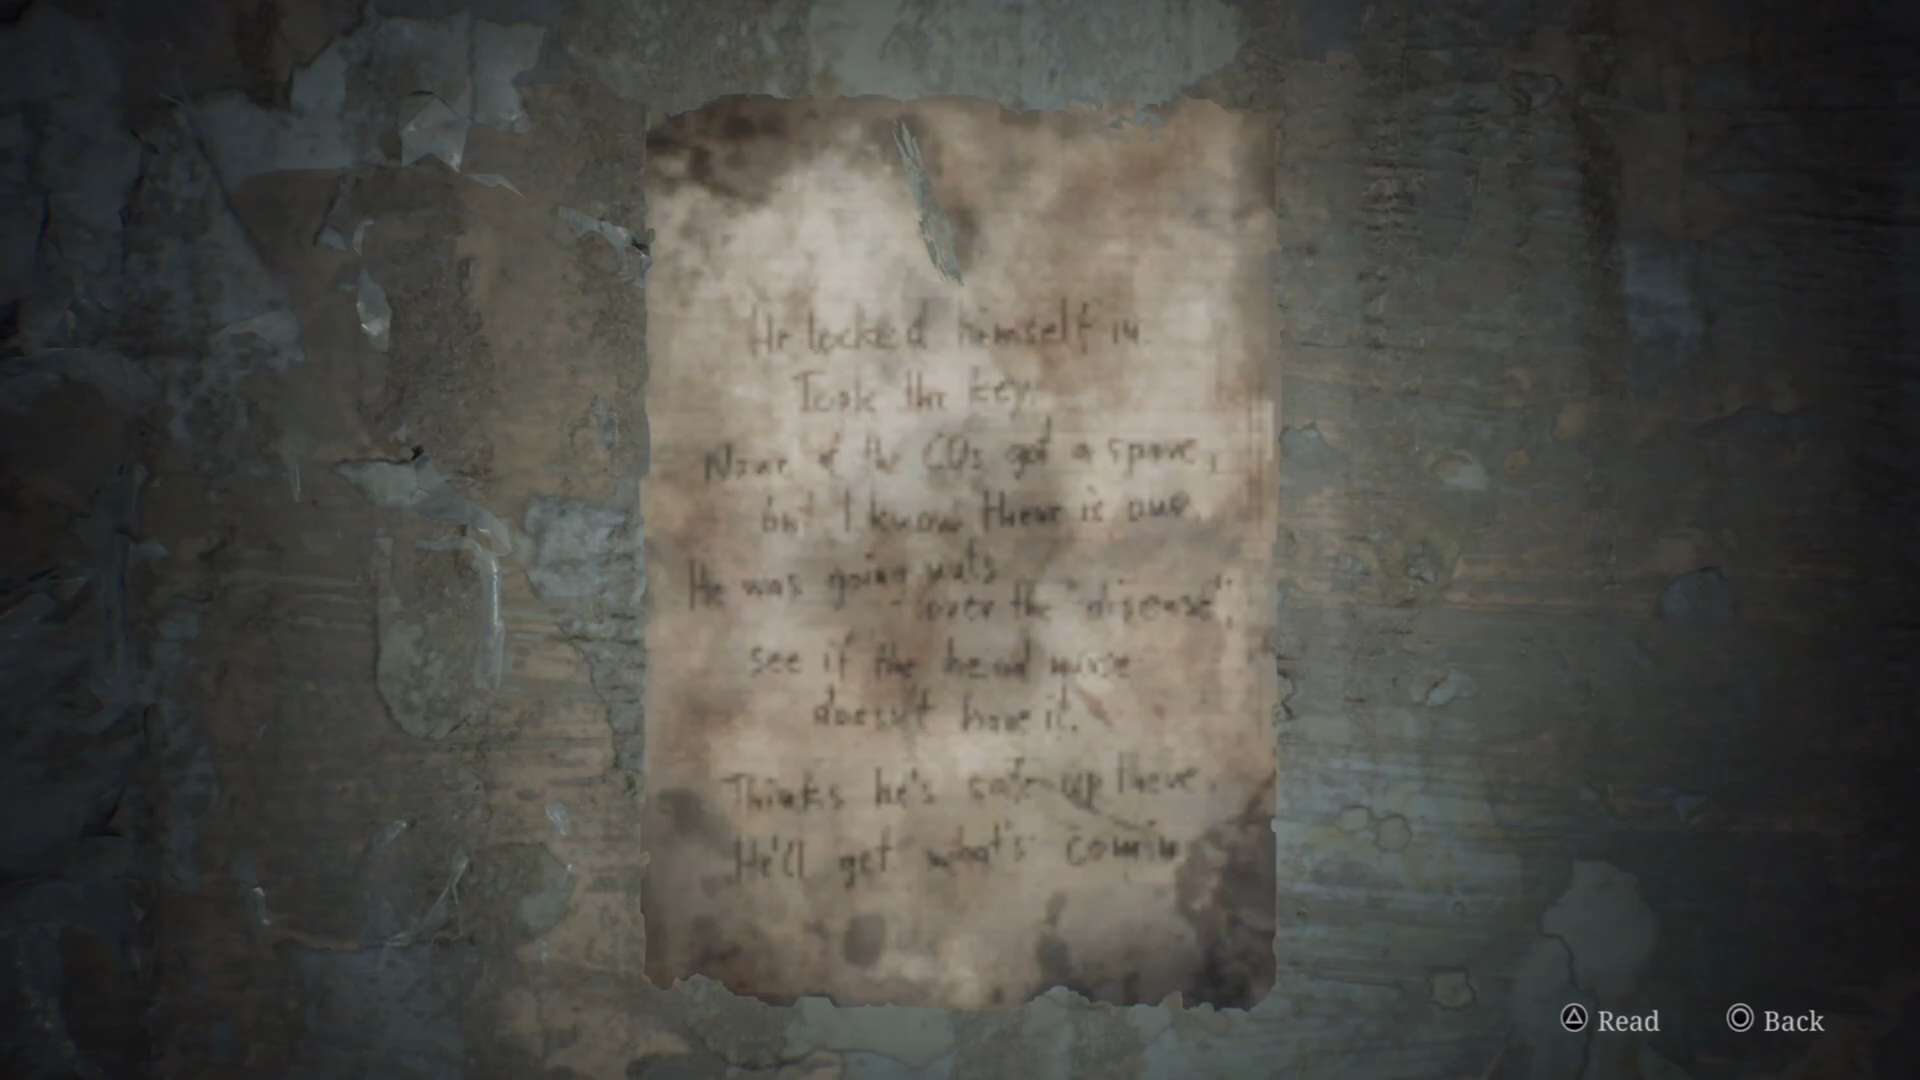 He locked himself in.
Took the key.
None of the COs got a spare,
but I know there is one.
He was going nuts
over the "disease",
see if the head nurse
doesn't have it.
Thinks he's safe up there.
He'll get what's comin
Read
Back